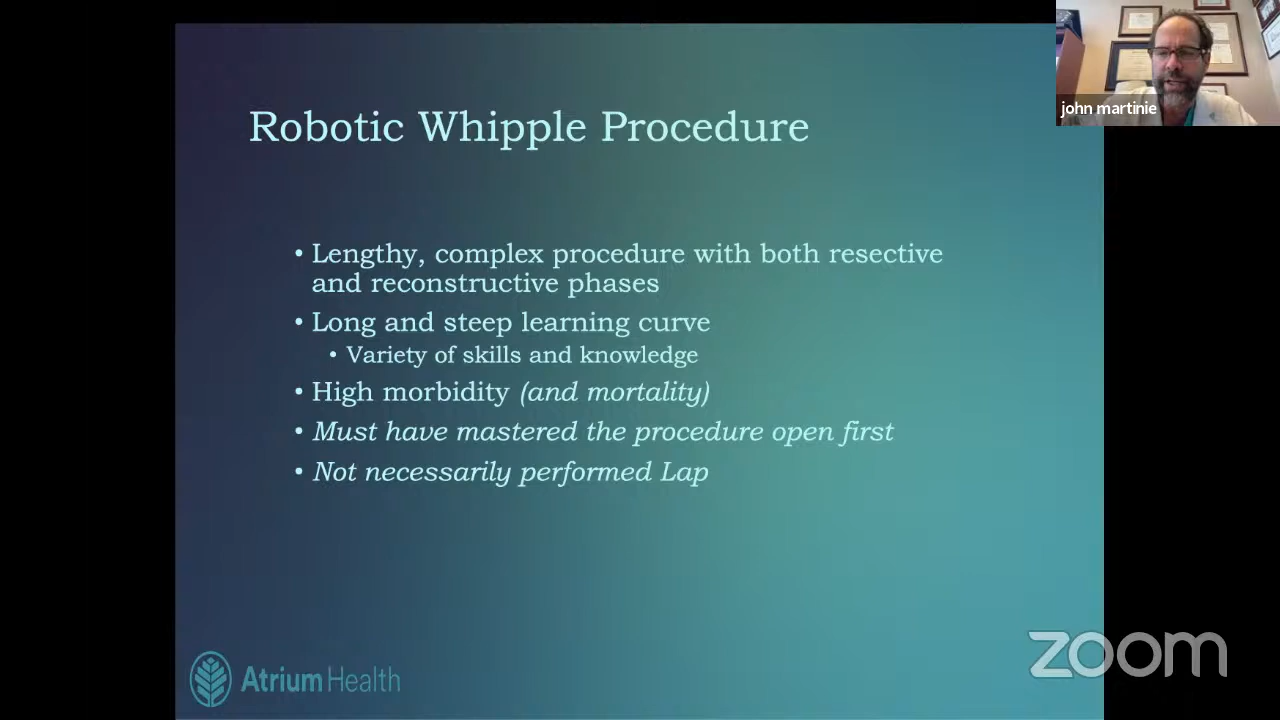 john martinie
Robotic Whipple Procedure
• Lengthy, complex procedure with both resective
and reconstructive phases
• Long and steep learning curve
• Variety of skills and knowledge
• High morbidity (and mortality)
• Must have mastered the procedure open first
• Not necessarily performed Lap
Atrium Health
zoom